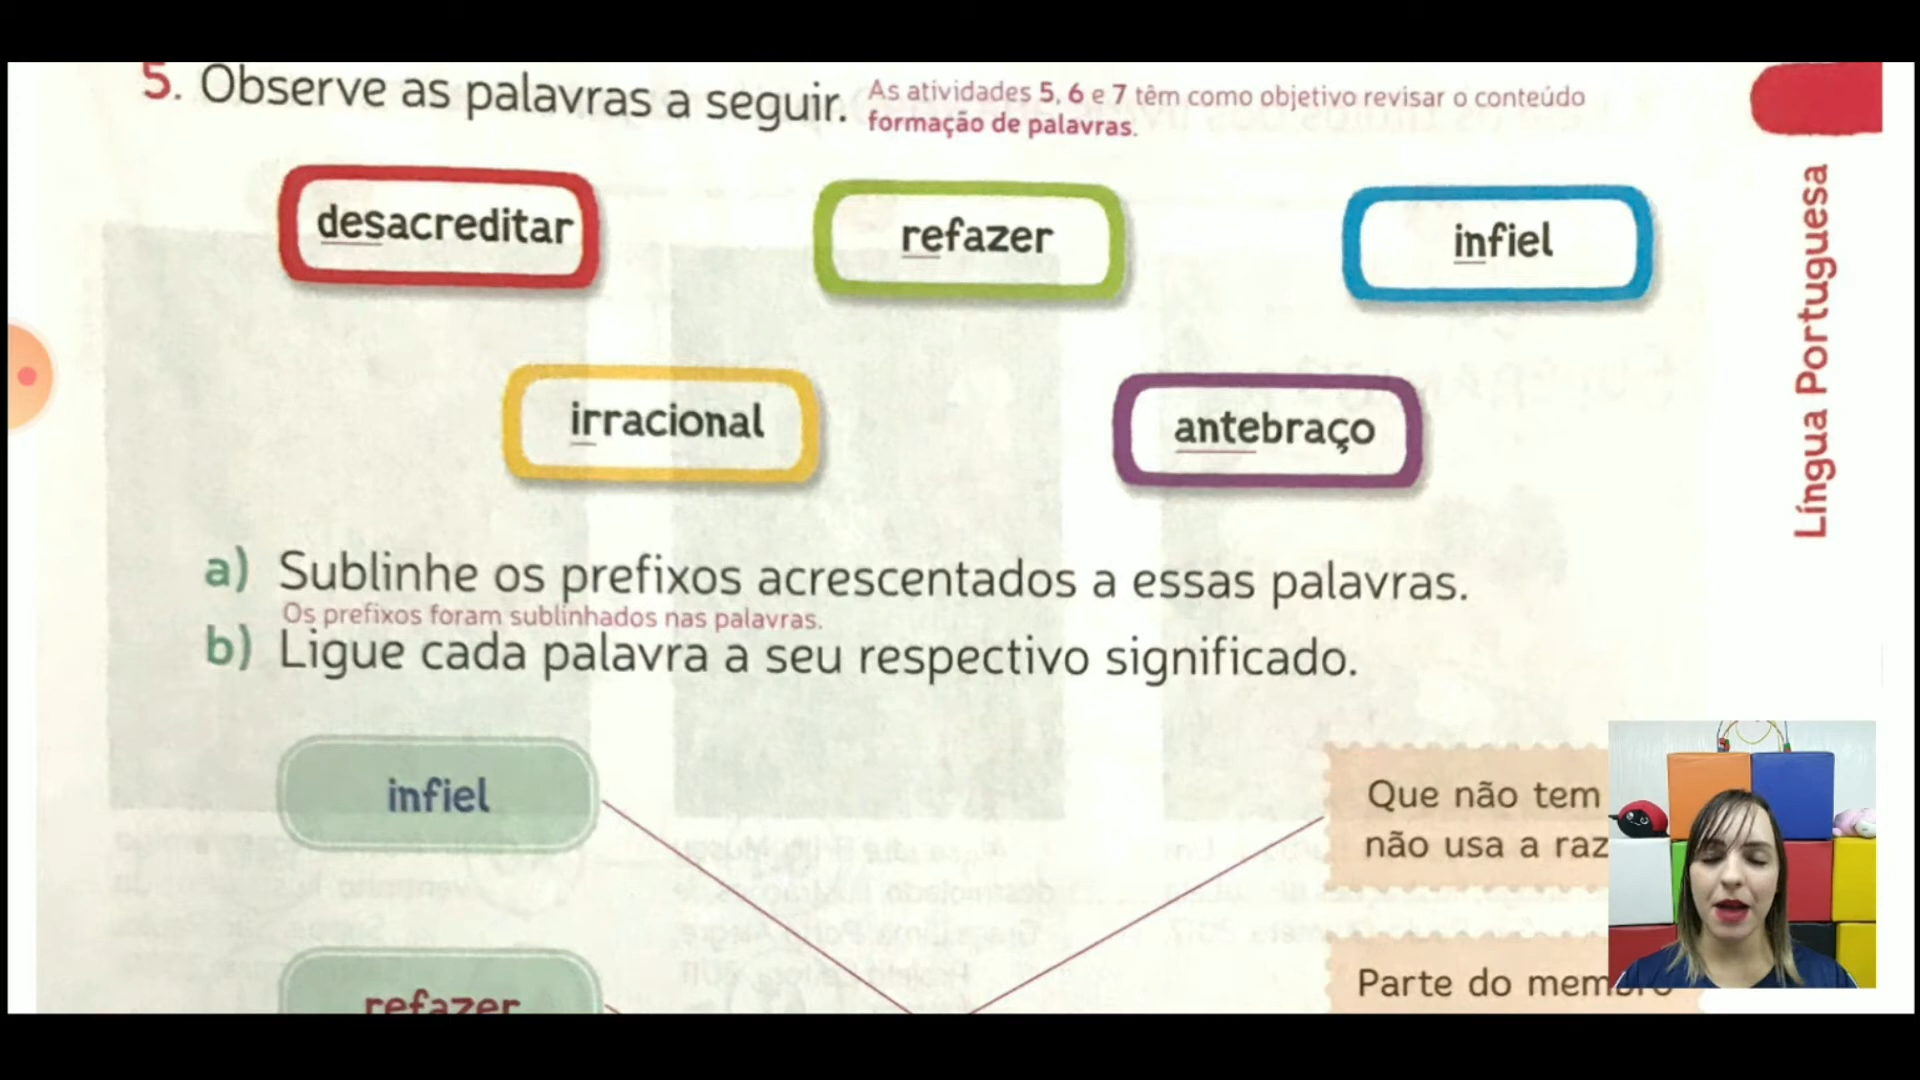 5. Observe as palavras a seguir. As atividades 5, 6 e 7 têm como objetivo revisar o conteúdo
formação de palavras.
desacreditar
refazer
infiel
irracional
antebraço
a) Sublinhe os prefixos acrescentados a essas palavras.
Os prefixos foram sublinhados nas palavras.
b) Ligue cada palavra a seu respectivo significado.
infiel
Que não tem
não usa a
refazer
Parte do membro
Língua Portuguesa